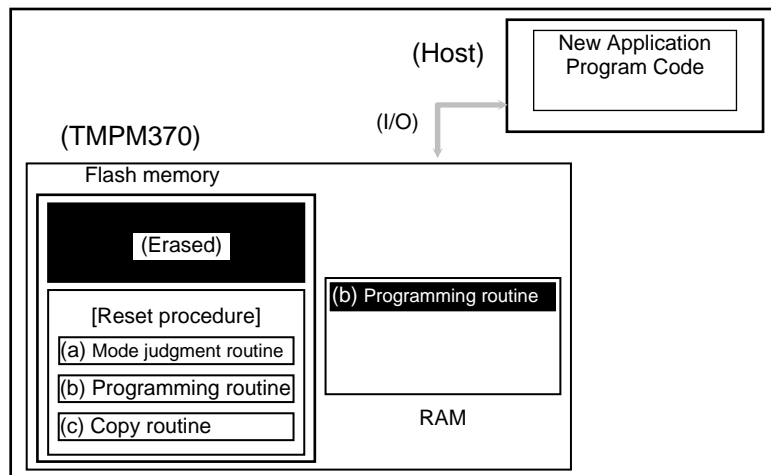 (Host)
New Application
Program Code
(I/O)
(TMPM370)
Flash memory
(Erased)
[Reset procedure]
(a) Mode judgment routine
(b) Programming routine
(c) Copy routine
(b) Programming routine
RAM